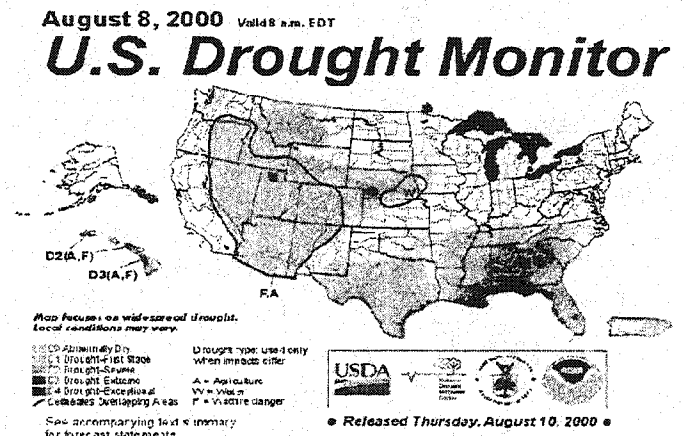 August 8, 2000 Valid 8 a.m. EDT
U.S. Drought Monitor
W
D2(A,F)
D3(A,F)
F,A
Map focuses on widespread drought.
Local conditions may vary.
D0 Abnormally Dry
D1 Drought-First Stage
D2 Drought-Severe
D3 Drought-Extreme
D4 Drought-Exceptional
Delineates Overlapping Areas
Drought type: used only
when impacts differ
A = Agriculture
W = Water
F = Wildfire danger
USDA
See accompanying text summary
for forecast statements
Released Thursday, August 10, 2000